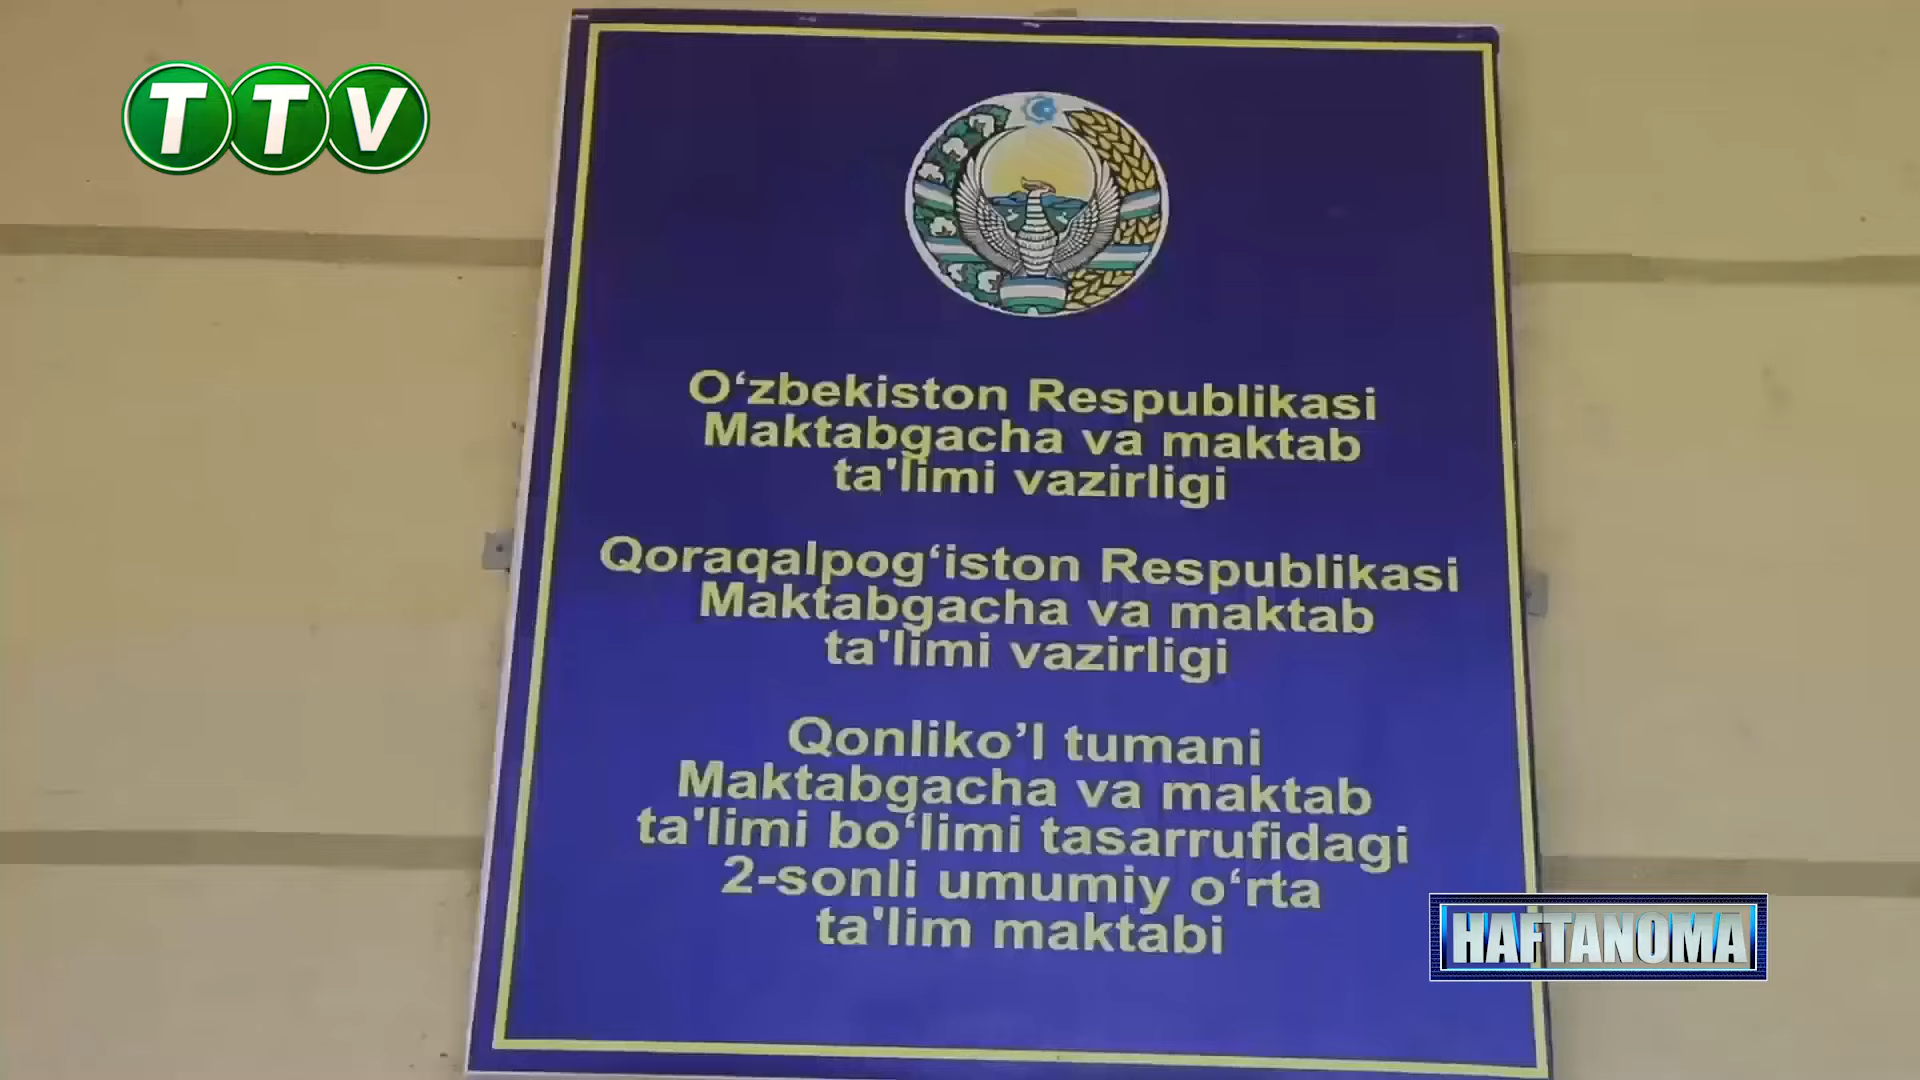 TTV
O‘zbekiston Respublikasi
Maktabgacha va maktab
ta'limi vazirligi
Qoraqalpog‘iston Respublikasi
Maktabgacha va maktab
ta'limi vazirligi
Qonliko’l tumani
Maktabgacha va maktab
ta'limi bo‘limi tasarrufidagi
2-sonli umumiy o‘rta
ta'lim maktabi
HAFTANOMA